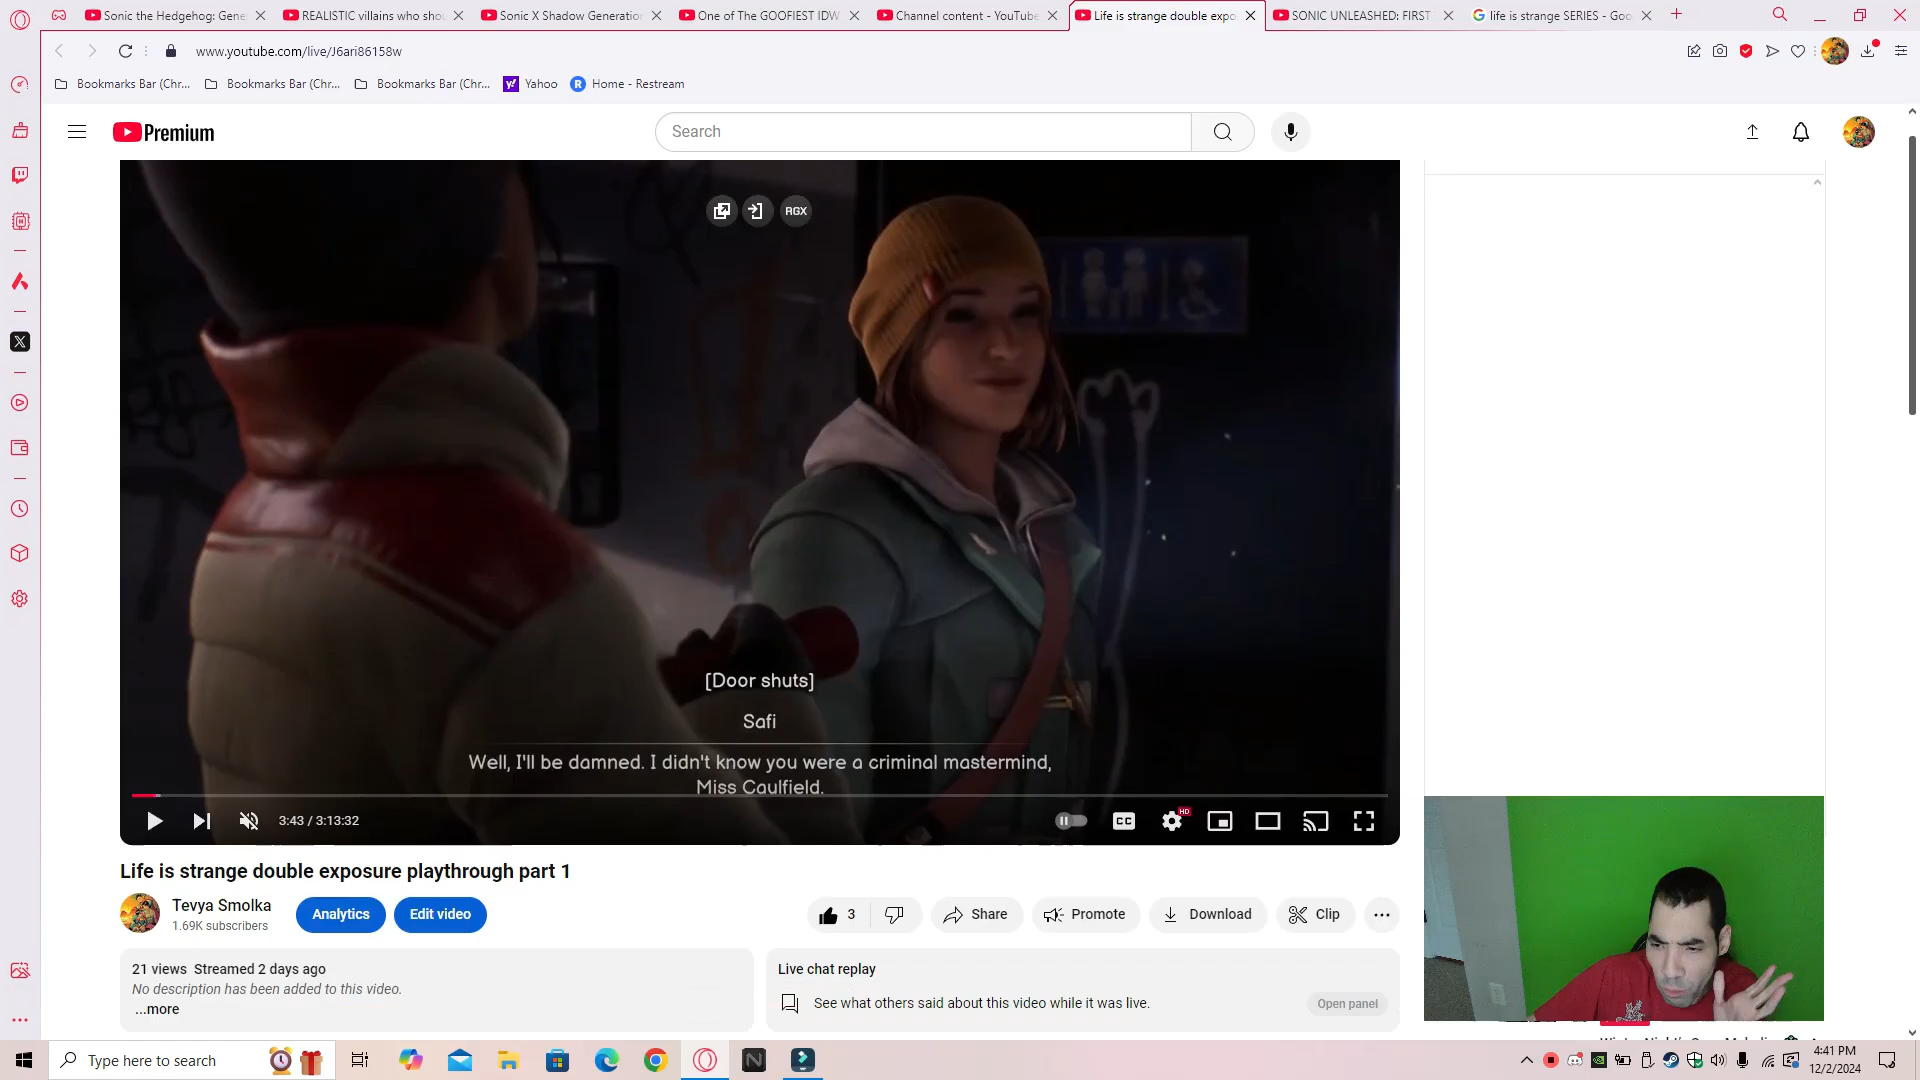 Sonic the Hedgehog: Gene
REALISTIC villains who shou
Sonic X Shadow Generation
One of The GOOFIEST IDW
Channel content - YouTube
Life is strange double expo
SONIC UNLEASHED: FIRST
life is strange SERIES - Goo
www.youtube.com/live/J6ari86158w
Bookmarks Bar (Chr...
Bookmarks Bar (Chr...
Bookmarks Bar (Chr...
Yahoo
Home - Restream
Premium
Search
RGX
[Door shuts]
Safi
Well, I'll be damned. I didn't know you were a criminal mastermind,
Miss Caulfield.
3:43 / 3:13:32
CC
HD
Life is strange double exposure playthrough part 1
Tevya Smolka
1.69K subscribers
Analytics
Edit video
3
Share
Promote
Download
Clip
21 views Streamed 2 days ago
No description has been added to this video.
...more
Live chat replay
See what others said about this video while it was live.
Open panel
Type here to search
4:41 PM
12/2/2024